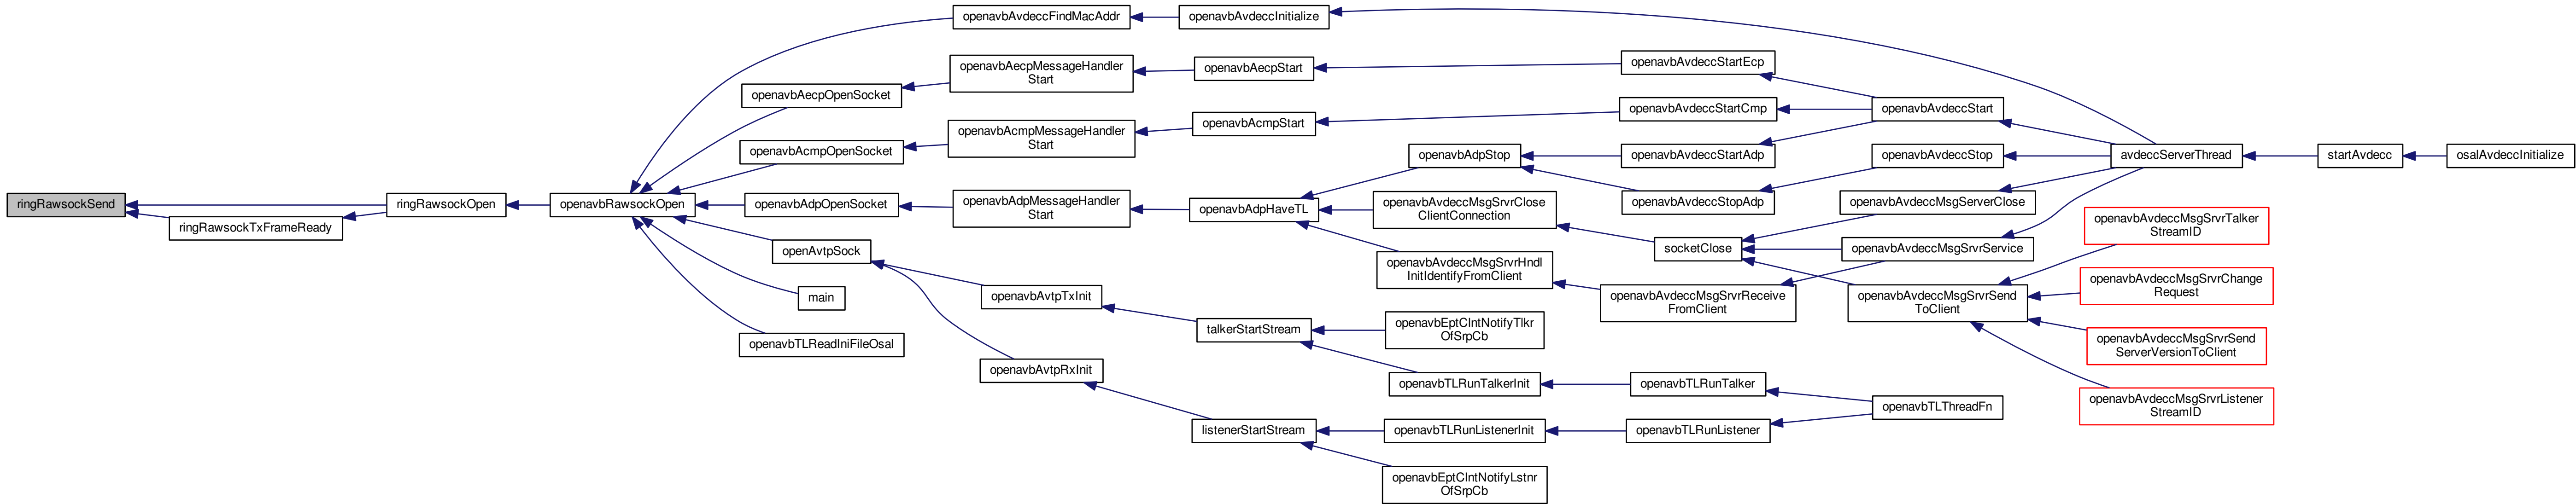 ringRawsockSend
ringRawsockTxFrameReady
ringRawsockOpen
openavbRawsockOpen
openavbAvdeccFindMacAddr
openavbAvdeccInitialize
openavbAecpOpenSocket
openavbAecpMessageHandler
Start
openavbAecpStart
openavbAvdeccStartEcp
openavbAcmpOpenSocket
openavbAcmpMessageHandler
Start
openavbAcmpStart
openavbAvdeccStartCmp
openavbAvdeccStart
openavbAdpOpenSocket
openavbAdpMessageHandler
Start
openavbAdpHaveTL
openavbAdpStop
openavbAvdeccStartAdp
openavbAvdeccStopAdp
openavbAvdeccStop
avdeccServerThread
startAvdecc
osalAvdeccInitialize
openavbAvdeccMsgSrvrClose
ClientConnection
socketClose
openavbAvdeccMsgServerClose
openavbAvdeccMsgSrvrService
openavbAvdeccMsgSrvrHndl
InitIdentifyFromClient
openavbAvdeccMsgSrvrReceive
FromClient
openavbAvdeccMsgSrvrSend
ToClient
openavbAvdeccMsgSrvrTalker
StreamID
openavbAvdeccMsgSrvrChange
Request
openavbAvdeccMsgSrvrSend
ServerVersionToClient
openavbAvdeccMsgSrvrListener
StreamID
openAvtpSock
main
openavbTLReadIniFileOsal
openavbAvtpTxInit
talkerStartStream
openavbEptClntNotifyTlkr
OfSrpCb
openavbTLRunTalkerInit
openavbTLRunTalker
openavbAvtpRxInit
listenerStartStream
openavbTLRunListenerInit
openavbTLRunListener
openavbTLThreadFn
openavbEptClntNotifyLstnr
OfSrpCb